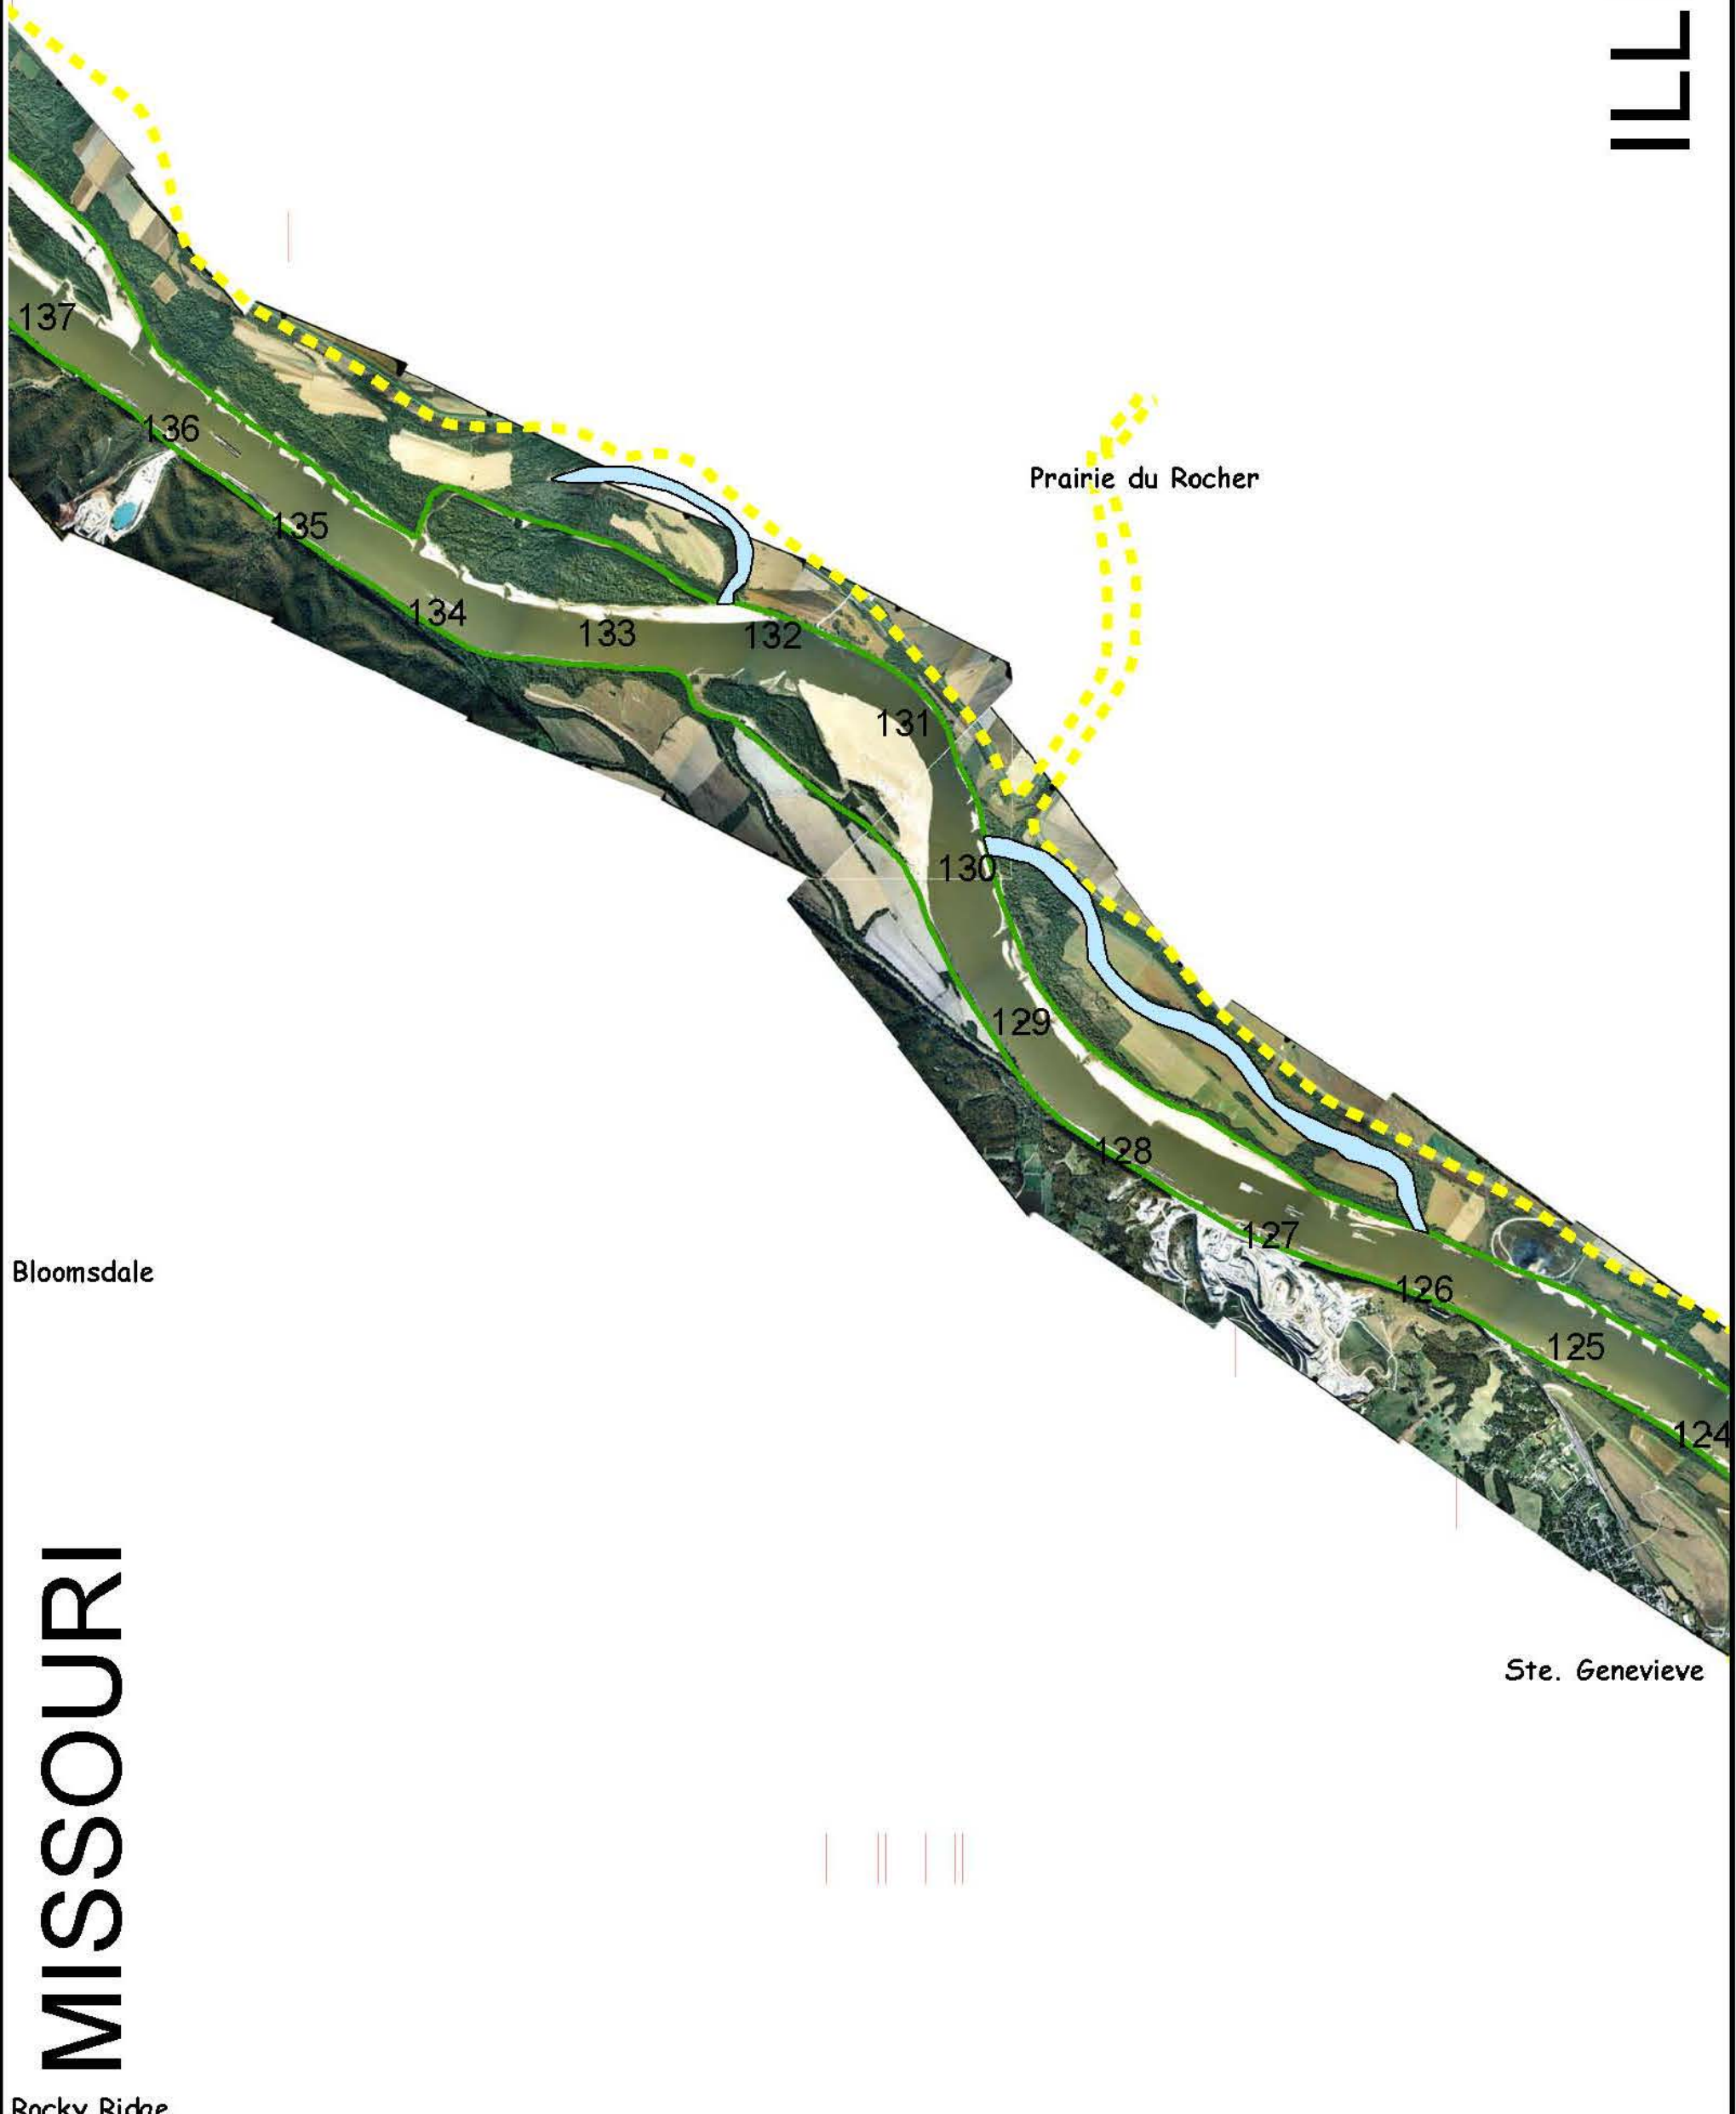 ILL
137
136
135
134
133
132
131
Prairie du Rocher
130
129
128
127
126
125
124
Bloomsdale
Ste. Genevieve
MISSOURI
Rocky Ridge